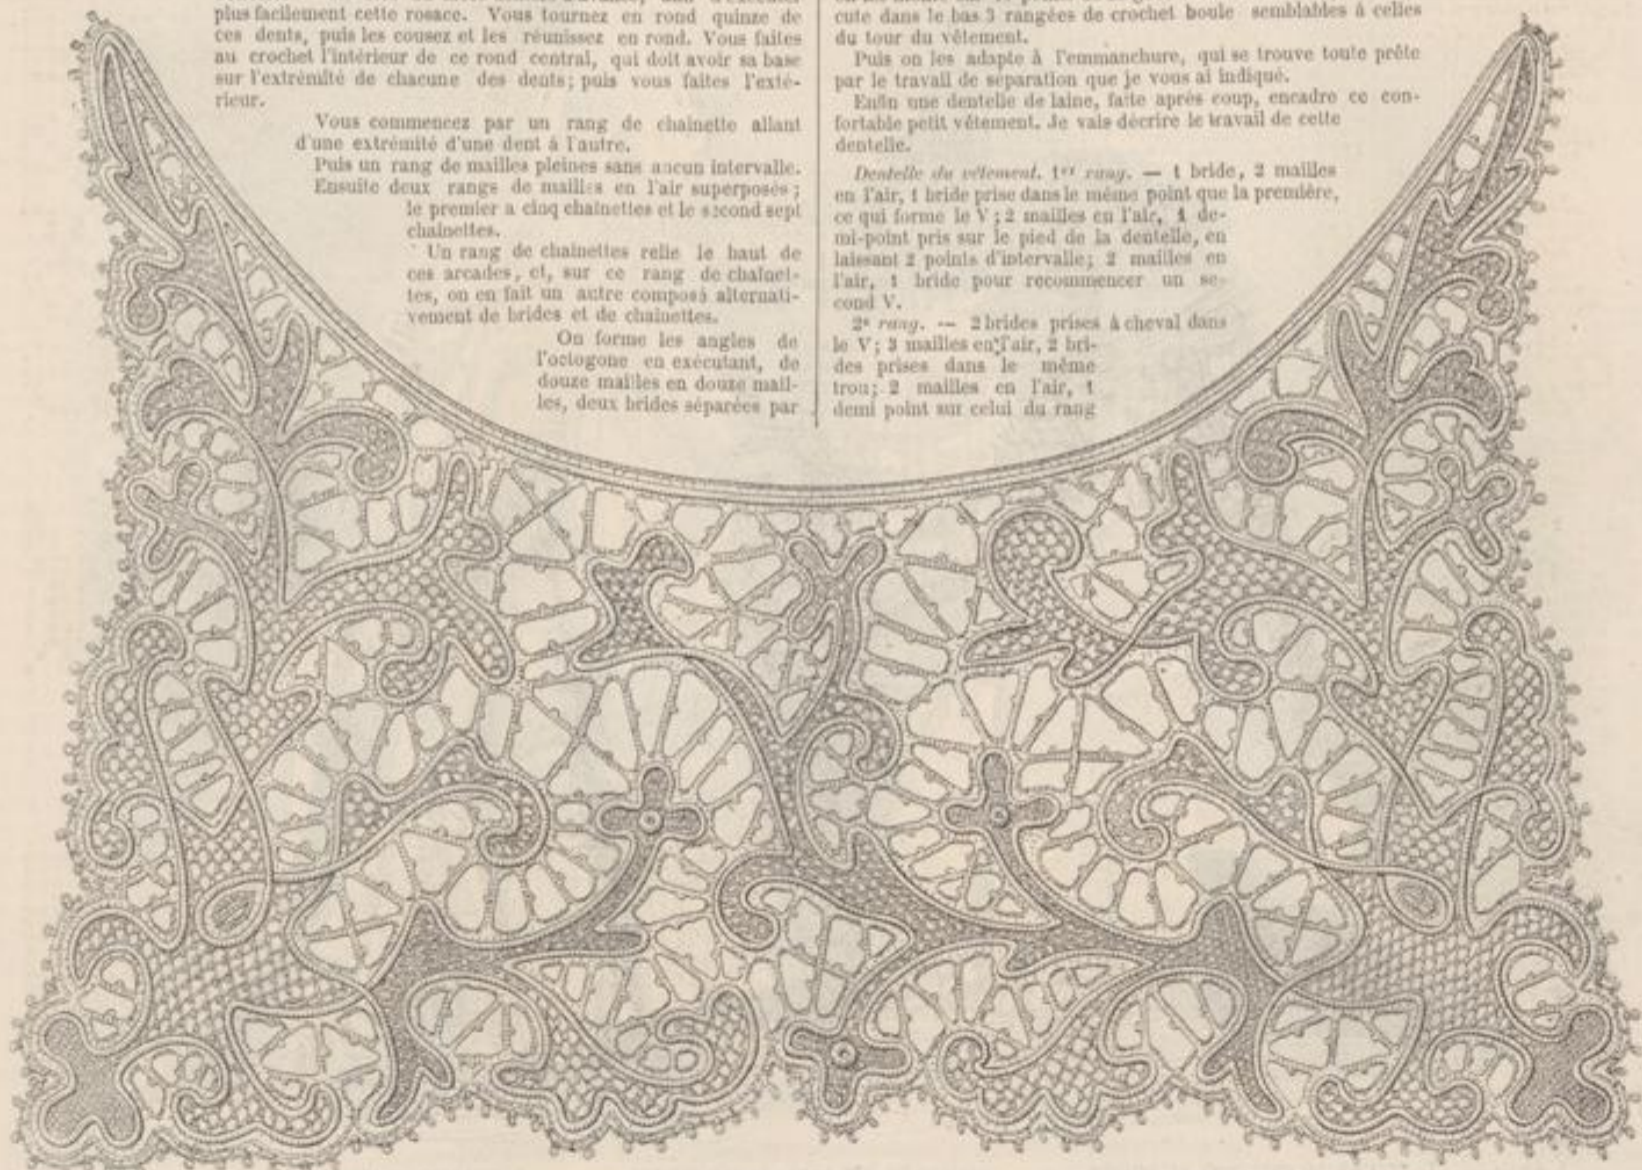 plus facilement cette rosace. Vous tournez en rond quinze de
ces dents, puis les cousez et les réunissez en rond. Vous faites
au crochet l'intérieur de ce rond central, qui doit avoir sa base
sur l'extrémité de chacune des dents; puis vous faites l'exté-
rieur.
Vous commencez par un rang de chainette allant
d'une extrémité d'une dent à l'autre.
Puis un rang de mailles pleines sans aucun intervalle.
Ensuite deux rangs de mailles en l'air superposés;
le premier a cinq chainettes et le second sept
chainettes.
Un rang de chainettes relie le haut de
ces arcades, et, sur ce rang de chainet-
tes, on en fait un autre composé alternati-
vement de brides et de chainettes.
On forme les angles de
l'octogone en exécutant, de
douze mailles en douze mail-
les, deux brides séparées par
cute dans le bas 3 rangées de crochet boule semblables à celles
du tour du vêtement.
Puis on les adapte à l'emmanchure, qui se trouve toute prête
par le travail de séparation que je vous ai indiqué.
Enfin une dentelle de laine, faite après coup, encadre ce con-
fortable petit vêtement. Je vais décrire le travail de cette
dentelle.
Dentelle du vêtement. 1er rang. — 1 bride, 2 mailles
en l'air, 1 bride prise dans le même point que la première,
ce qui forme le V; 2 mailles en l'air, 1 de-
mi-point pris sur le pied de la dentelle, en
laissant 2 points d'intervalle; 2 mailles en
l'air, 1 bride pour recommencer un se-
cond V.
2e rang. — 2 brides prises à cheval dans
le V; 3 mailles en l'air, 2 bri-
des prises dans le même
trou; 2 mailles en l'air, 1
demi point sur celui du rang